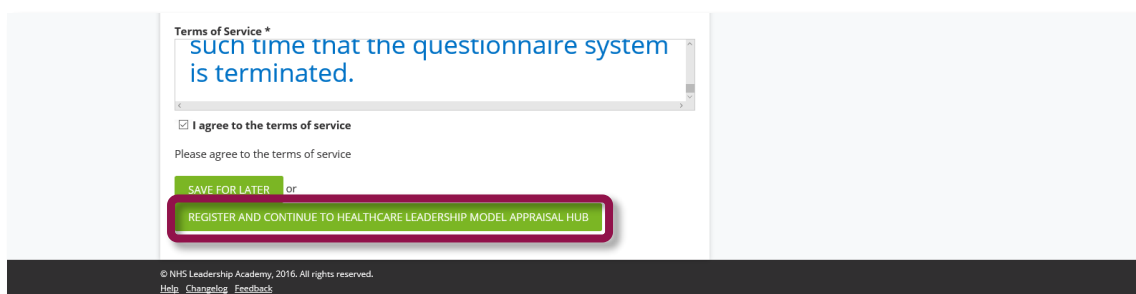 Terms of Service *
such time that the questionnaire system
is terminated.
I agree to the terms of service
Please agree to the terms of service
SAVE FOR LATER or
REGISTER AND CONTINUE TO HEALTHCARE LEADERSHIP MODEL APPRAISAL HUB
© NHS Leadership Academy, 2016. All rights reserved.
Help Changelog Feedback